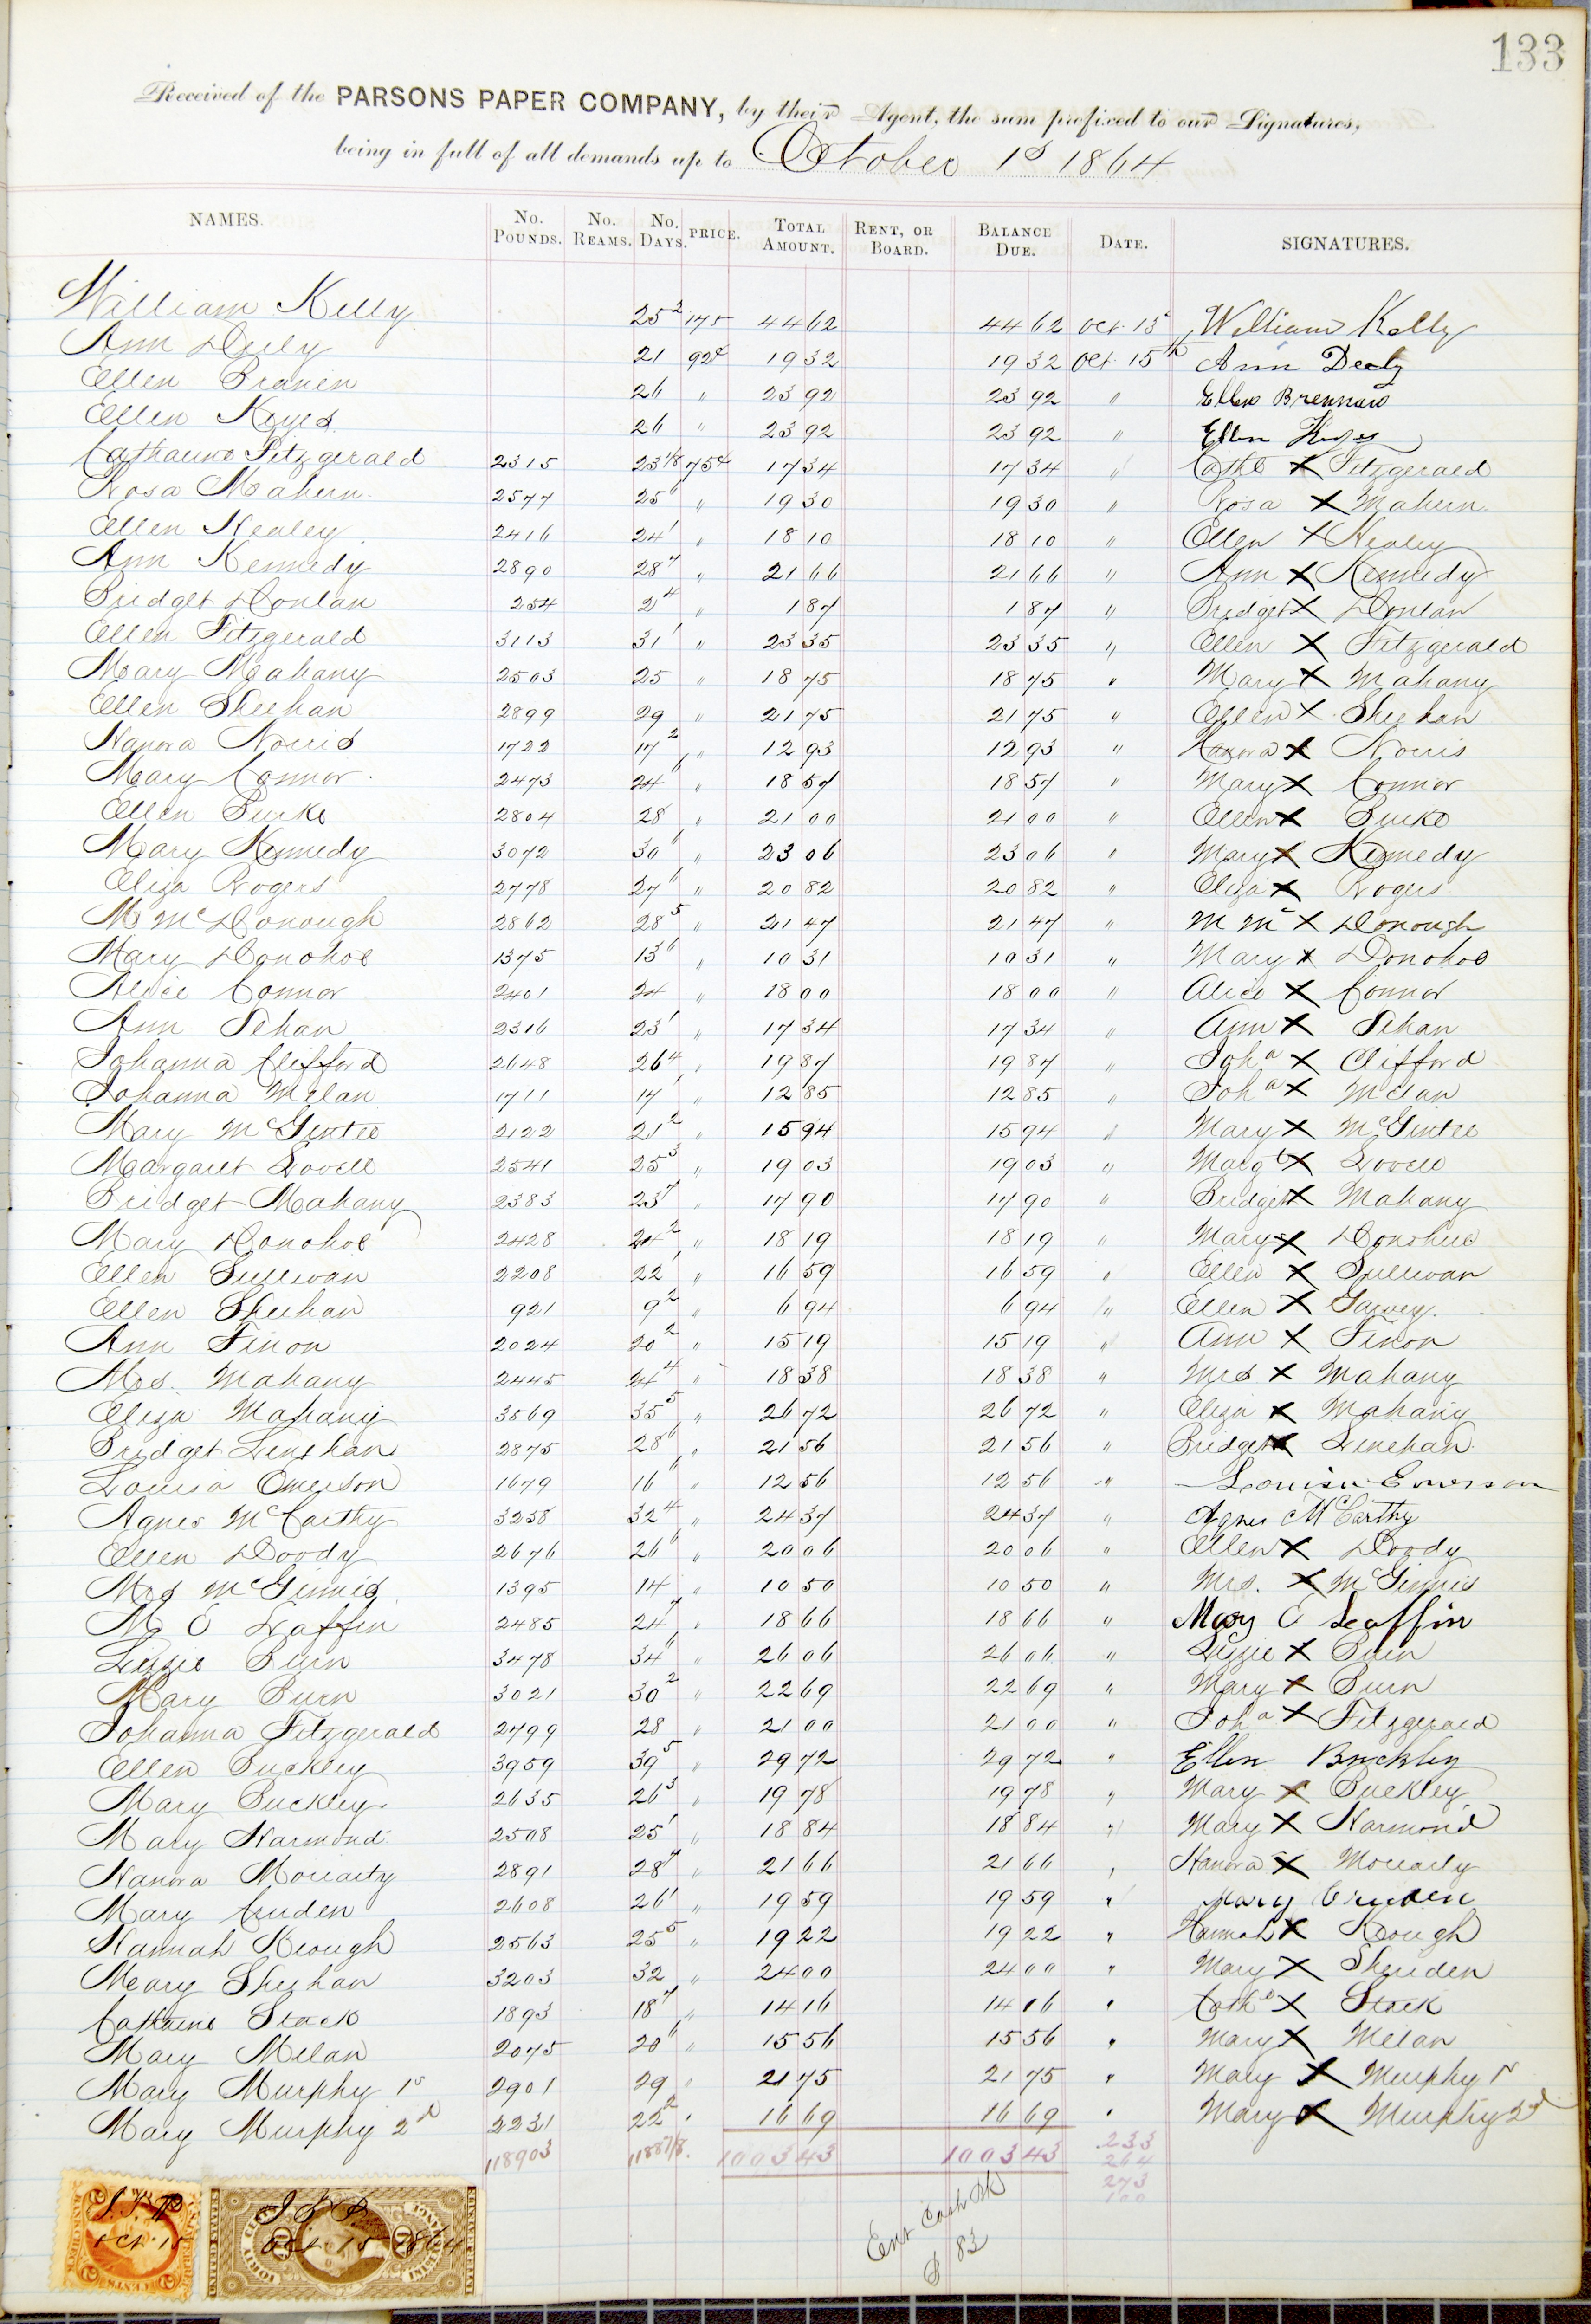 133
Received of the PARSONS PAPER COMPANY, by their Agent, the sum prefixed to our Signatures,
being in full of all demands up to October 1st 1864
NAMES. No. POUNDS. No. REAMS. No. DAYS. PRICE. TOTAL AMOUNT. RENT, OR BOARD. BALANCE DUE. DATE. SIGNATURES.
William Kelly 25 2 175 44 62 44 62 Oct. 15 William Kelly
Ann Deely 21 92¢ 19 32 19 32 Oct. 15th Ann Deely
Ellen Branen 26 " 23 92 23 92 " Ellen Brennan
Ellen Keyes 26 " 23 92 23 92 " Ellen Keyes
Catharine Fitzgerald 2315 23 1/8 75¢ 17 34 17 34 " Cathe X Fitzgerald
Rosa Mahern 2577 25 6 " 19 30 19 30 " Rosa X Mahern
Ellen Healey 2416 24 1 " 18 10 18 10 " Ellen X Healey
Ann Kennedy 2890 28 7 " 21 66 21 66 " Ann X Kennedy
Bridget Donlan 254 2 4 " 1 87 1 87 " Bridget X Donlan
Ellen Fitzgerald 3113 31 1 " 23 35 23 35 " Ellen X Fitzgerald
Mary Mahany 2503 25 " 18 75 18 75 " Mary X Mahany
Ellen Sheehan 2899 29 " 21 75 21 75 " Ellen X Sheehan
Hanora Norris 1722 17 2 " 12 93 12 93 " Hanora X Norris
Mary Connor 2473 24 6 " 18 57 18 57 " Mary X Connor
Ellen Burke 2804 28 " 21 00 21 00 " Ellen X Burke
Mary Kennedy 3072 30 6 " 23 06 23 06 " Mary X Kennedy
Eliza Rogers 2778 27 6 " 20 82 20 82 " Eliza X Rogers
M McDonough 2862 28 5 " 21 47 21 47 " M Mc X Donough
Mary Donohoe 1375 13 6 " 10 31 10 31 " Mary X Donohoe
Alice Connor 2401 24 " 18 00 18 00 " Alice X Connor
Ann Sehan 2316 23 1 " 17 34 17 34 " Ann X Sehan
Johanna Clifford 2648 26 4 " 19 87 19 87 " Joha X Clifford
Johanna Mclan 1711 17 1 " 12 85 12 85 " Joha X Mclan
Mary McGintee 2122 21 2 " 15 94 15 94 " Mary X McGintee
Margaret Lovell 2541 25 3 " 19 03 19 03 " Margt X Lovell
Bridget Mahany 2383 23 7 " 17 90 17 90 " Bridget X Mahany
Mary Donohoe 2428 24 2 " 18 19 18 19 " Mary X Donohue
Ellen Sullivan 2208 22 1 " 16 59 16 59 " Ellen X Sullivan
Ellen Sheehan 921 9 2 " 6 94 6 94 " Ellen X Garvey
Ann Finon 2024 20 2 " 15 19 15 19 " Ann X Finon
Mrs. Mahany 2445 24 4 " 18 38 18 38 " Mrs X Mahany
Eliza Mahany 3569 35 5 " 26 72 26 72 " Eliza X Mahany
Bridget Linehan 2875 28 6 " 21 56 21 56 " Bridget X Linehan
Louisa Emerson 1679 16 6 " 12 56 12 56 " Louisa Emerson
Agnes McCarthy 3258 32 4 " 24 37 24 37 " Agnes McCarthy
Ellen Doody 2676 26 6 " 20 06 20 06 " Ellen X Doody
Mrs McGinnis 1395 14 " 10 50 10 50 " Mrs. X McGinnis
M E Laffin 2485 24 7 " 18 66 18 66 " Mary E Laffin
Lizzie Burn 3478 34 6 " 26 06 26 06 " Lizzie X Burn
Mary Burn 3021 30 2 " 22 69 22 69 " Mary X Burn
Johanna Fitzgerald 2799 28 " 21 00 21 00 " Joha X Fitzgerald
Ellen Buckley 3959 39 5 " 29 72 29 72 " Ellen Buckley
Mary Buckley 2635 26 3 " 19 78 19 78 " Mary X Buckley
Mary Harmond 2508 25 1 " 18 84 18 84 " Mary X Harmond
Hanora Moriarty 2891 28 7 " 21 66 21 66 " Hanora X Moriarty
Mary Cruden 2608 26 1 " 19 59 19 59 " Mary Cruden
Hannah Keough 2563 25 5 " 19 22 19 22 " Hannah X Keough
Mary Sheehan 3203 32 " 24 00 24 00 " Mary X Sheriden
Catharine Stack 1893 18 7 " 14 16 14 16 " Cathe X Stack
Mary Melan 2075 20 6 " 15 56 15 56 " Mary X Melan
Mary Murphy 1st 2901 29 " 21 75 21 75 " Mary X Murphy 1st
Mary Murphy 2d 2231 22 2 " 16 69 16 69 " Mary X Murphy 2d
118903 1188 7/8 1003 43 1003 43 233
264
273
100
Ent Cash Bk
P 83
J.S.P.
Oct. 15
J S P
Oct. 15 1864